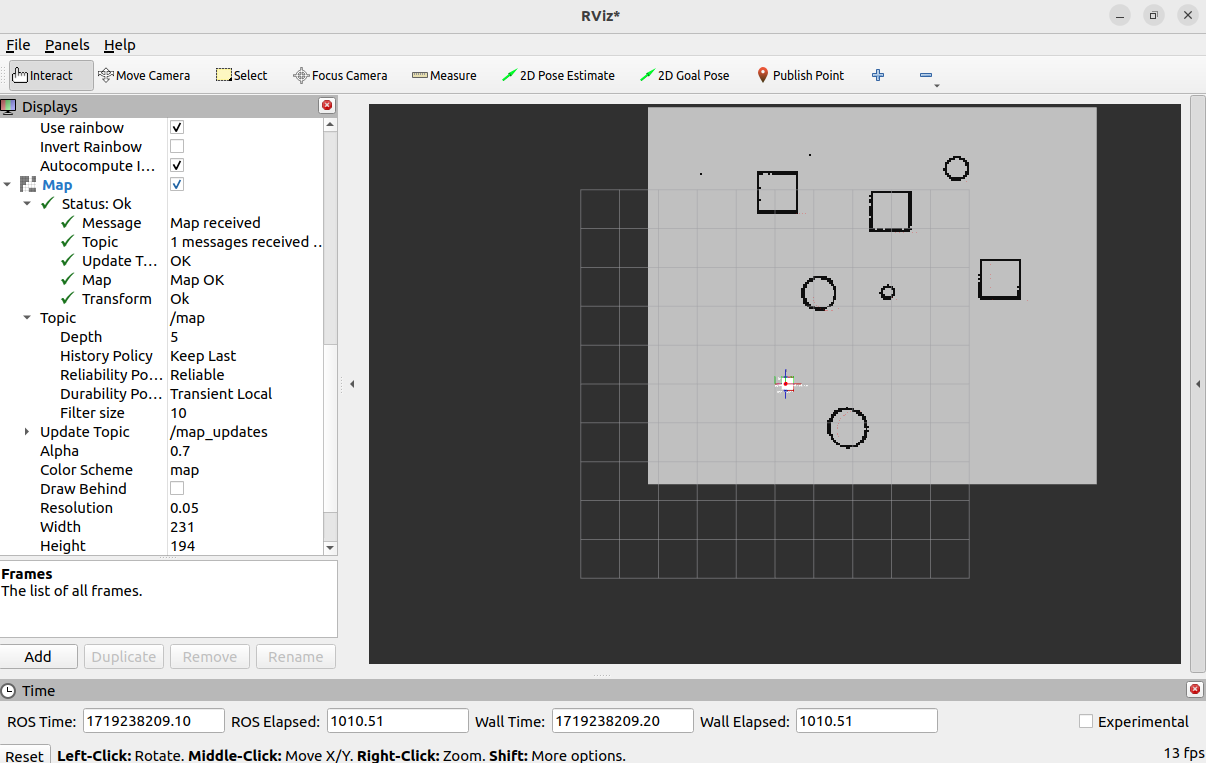 RViz*
File Panels Help
Interact Move Camera Select Focus Camera Measure 2D Pose Estimate 2D Goal Pose Publish Point
Displays
Use rainbow
Invert Rainbow
Autocompute I...
Map
Status: Ok
Message Map received
Topic 1 messages received ..
Update T... OK
Map Map OK
Transform Ok
Topic /map
Depth 5
History Policy Keep Last
Reliability Po... Reliable
Durability Po... Transient Local
Filter size 10
Update Topic /map_updates
Alpha 0.7
Color Scheme map
Draw Behind
Resolution 0.05
Width 231
Height 194
Frames
The list of all frames.
Add Duplicate Remove Rename
Time
ROS Time: 1719238209.10 ROS Elapsed: 1010.51 Wall Time: 1719238209.20 Wall Elapsed: 1010.51 Experimental
Reset Left-Click: Rotate. Middle-Click: Move X/Y. Right-Click: Zoom. Shift: More options. 13 fps